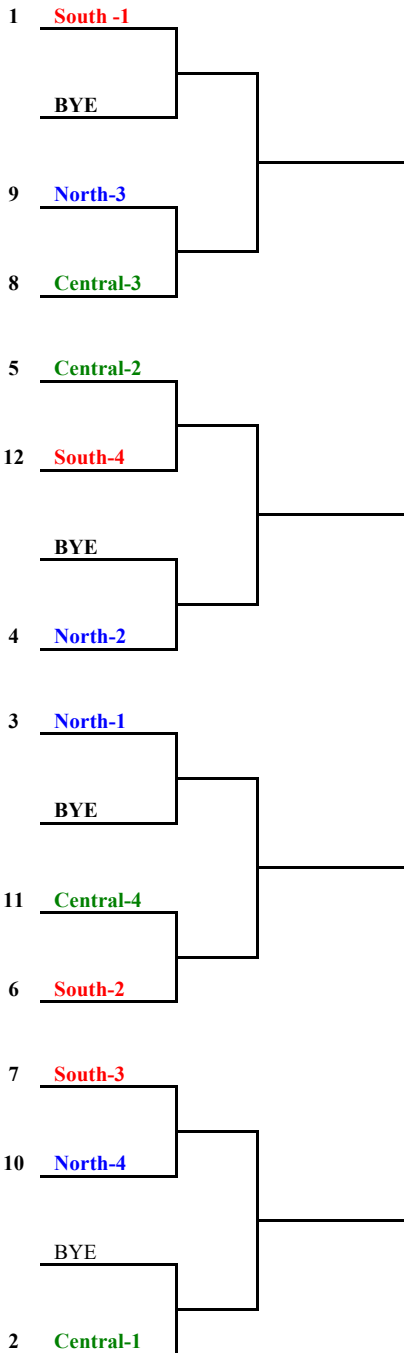 1 South -1
BYE
9 North-3
8 Central-3
5 Central-2
12 South-4
BYE
4 North-2
3 North-1
BYE
11 Central-4
6 South-2
7 South-3
10 North-4
BYE
2 Central-1